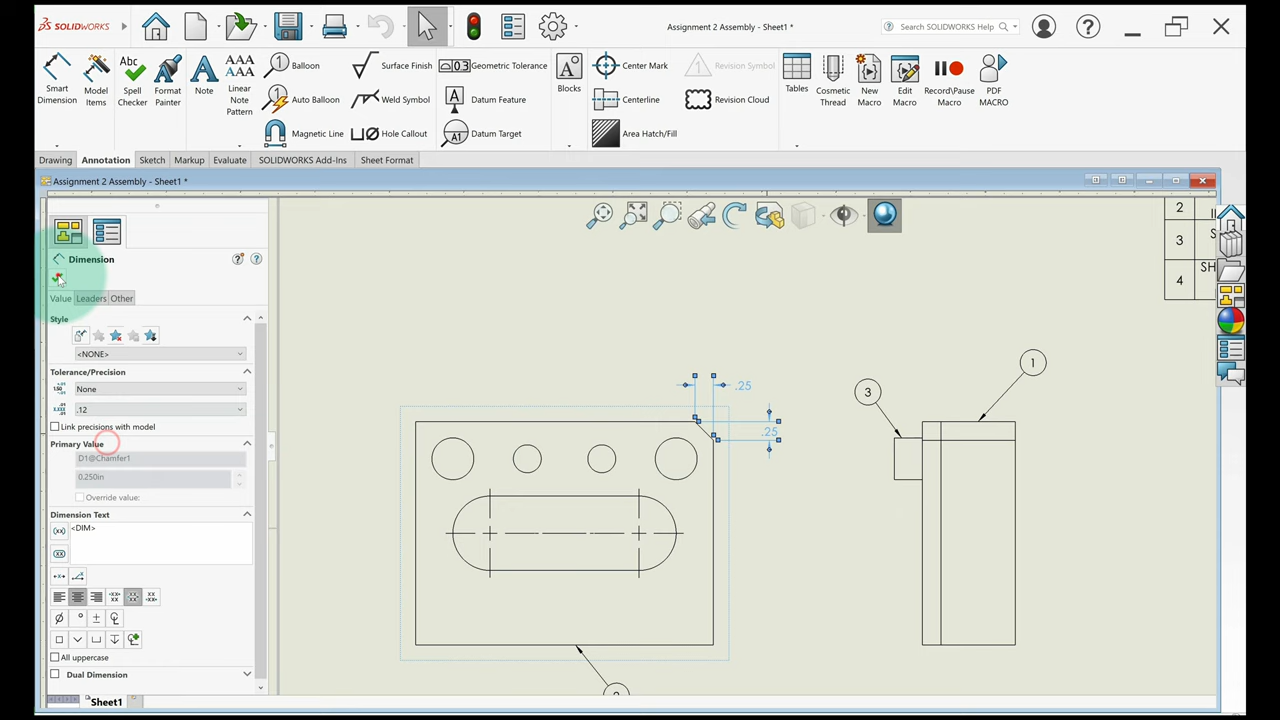 SOLIDWORKS
Assignment 2 Assembly - Sheet1 *
Search SOLIDWORKS Help
Smart
Dimension
Model
Items
Abc
Spell
Checker
Format
Painter
Note
AAA
AAA
Linear
Note
Pattern
Balloon
Auto Balloon
Magnetic Line
Surface Finish
Weld Symbol
Hole Callout
Geometric Tolerance
Datum Feature
Datum Target
Blocks
Center Mark
Centerline
Area Hatch/Fill
Revision Symbol
Revision Cloud
Tables
Cosmetic
Thread
New
Macro
Edit
Macro
Record\Pause
Macro
PDF
MACRO
Drawing Annotation Sketch Markup Evaluate SOLIDWORKS Add-Ins Sheet Format
Assignment 2 Assembly - Sheet1 *
Dimension
Value Leaders Other
Style
<NONE>
Tolerance/Precision
None
.12
Link precisions with model
Primary Value
D1@Chamfer1
0.250in
Override value:
Dimension Text
<DIM>
All uppercase
Dual Dimension
Sheet1
.25
.25
3
1
2
3
4
SH